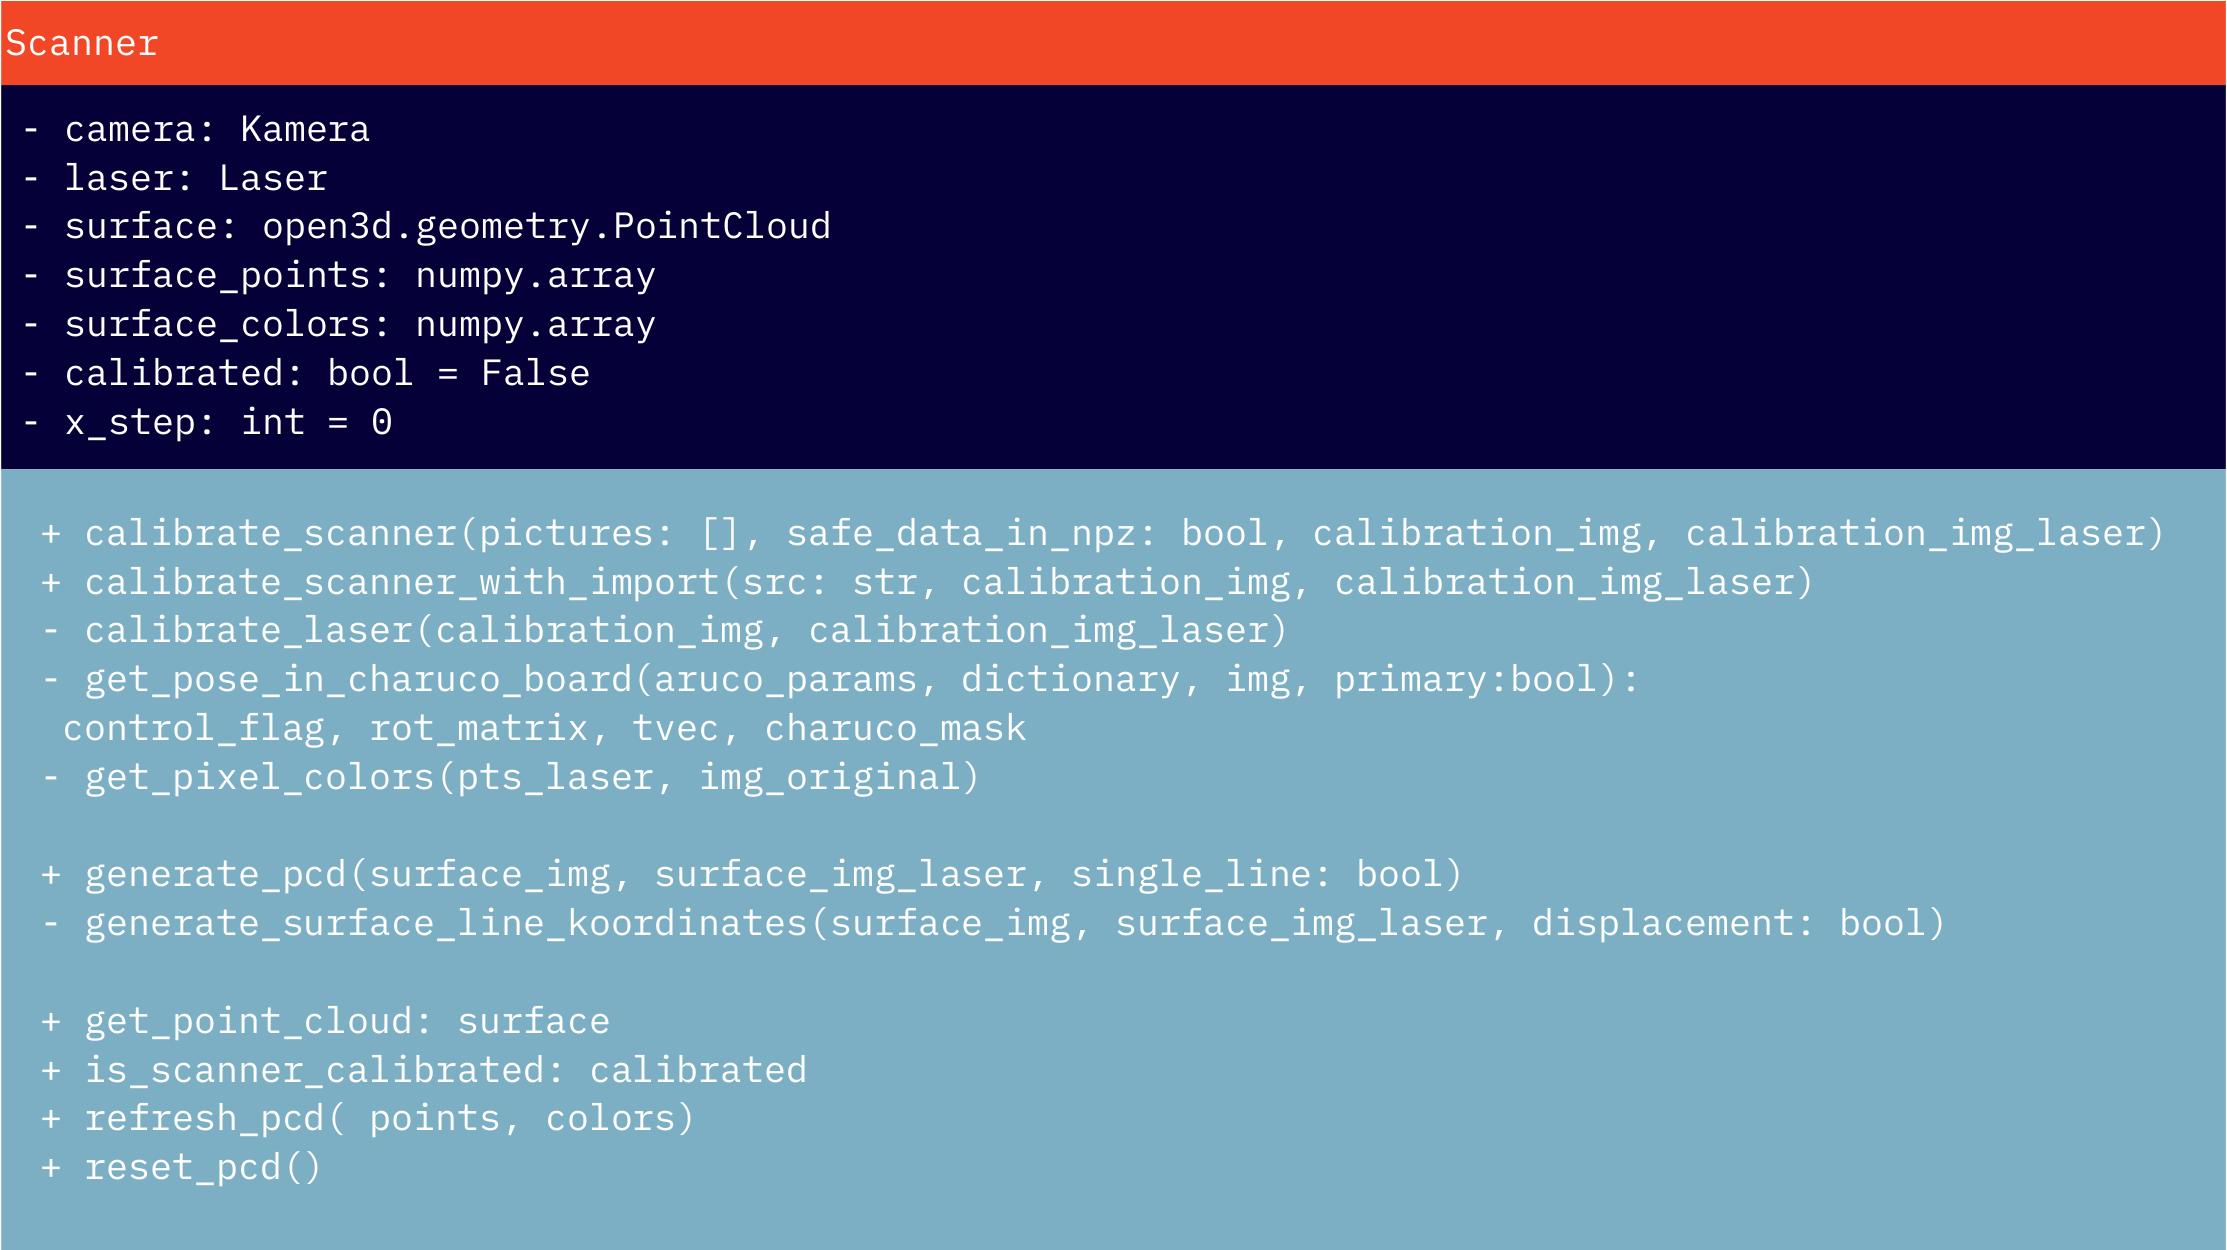 Scanner
- camera: Kamera
- laser: Laser
- surface: open3d.geometry.PointCloud
- surface_points: numpy.array
- surface_colors: numpy.array
- calibrated: bool = False
- x_step: int = 0
+ calibrate_scanner(pictures: [], safe_data_in_npz: bool, calibration_img, calibration_img_laser)
+ calibrate_scanner_with_import(src: str, calibration_img, calibration_img_laser)
- calibrate_laser(calibration_img, calibration_img_laser)
- get_pose_in_charuco_board(aruco_params, dictionary, img, primary:bool):
control_flag, rot_matrix, tvec, charuco_mask
- get_pixel_colors(pts_laser, img_original)
+ generate_pcd(surface_img, surface_img_laser, single_line: bool)
- generate_surface_line_koordinates(surface_img, surface_img_laser, displacement: bool)
+ get_point_cloud: surface
+ is_scanner_calibrated: calibrated
+ refresh_pcd( points, colors)
+ reset_pcd()